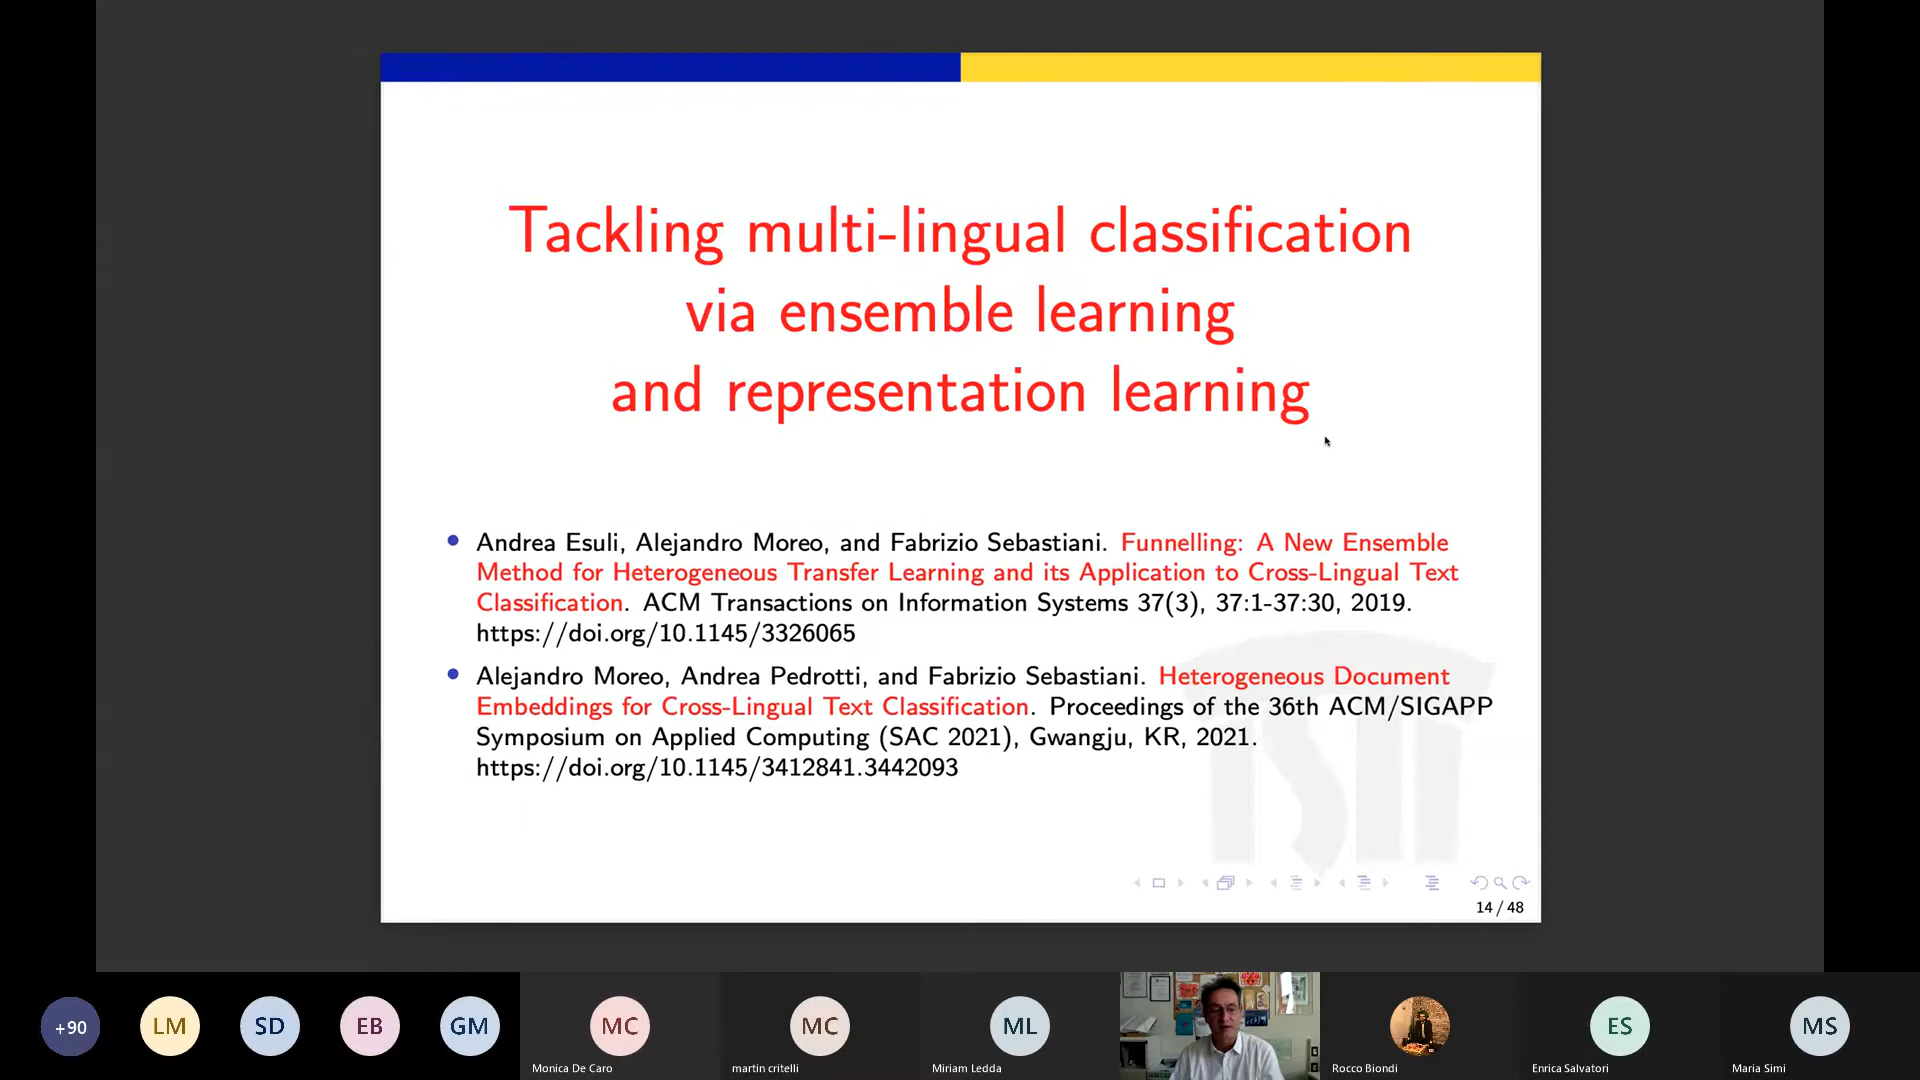 Tackling multi-lingual classification
via ensemble learning
and representation learning
• Andrea Esuli, Alejandro Moreo, and Fabrizio Sebastiani. Funnelling: A New Ensemble
Method for Heterogeneous Transfer Learning and its Application to Cross-Lingual Text
Classification. ACM Transactions on Information Systems 37(3), 37:1-37:30, 2019.
https://doi.org/10.1145/3326065
• Alejandro Moreo, Andrea Pedrotti, and Fabrizio Sebastiani. Heterogeneous Document
Embeddings for Cross-Lingual Text Classification. Proceedings of the 36th ACM/SIGAPP
Symposium on Applied Computing (SAC 2021), Gwangju, KR, 2021.
https://doi.org/10.1145/3412841.3442093
14 / 48
+90
LM
SD
EB
GM
MC
MC
ML
ES
MS
Monica De Caro
martin critelli
Miriam Ledda
Rocco Biondi
Enrica Salvatori
Maria Simi